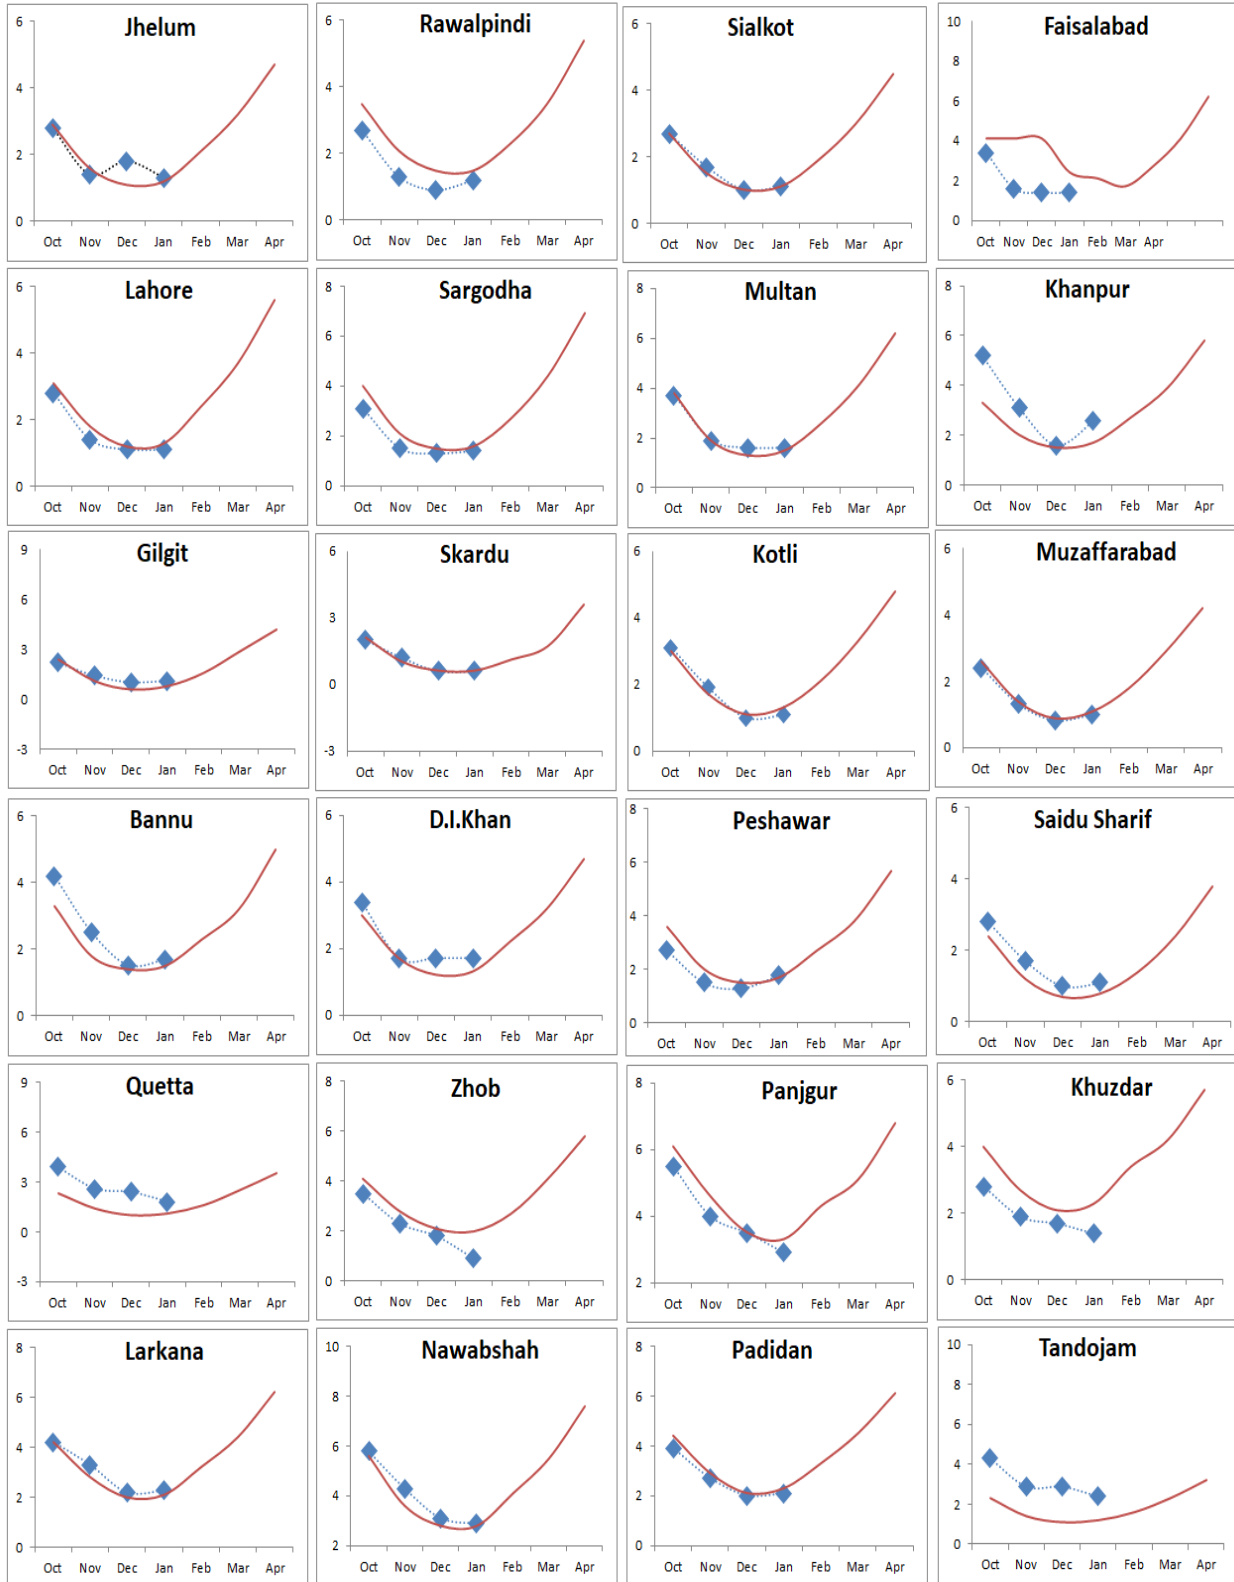 Jhelum
6
4
2
0
Oct Nov Dec Jan Feb Mar Apr
Rawalpindi
6
4
2
0
Oct Nov Dec Jan Feb Mar Apr
Sialkot
6
4
2
0
Oct Nov Dec Jan Feb Mar Apr
Faisalabad
10
8
6
4
2
0
Oct Nov Dec Jan Feb Mar Apr
Lahore
6
4
2
0
Oct Nov Dec Jan Feb Mar Apr
Sargodha
8
6
4
2
0
Oct Nov Dec Jan Feb Mar Apr
Multan
8
6
4
2
0
Oct Nov Dec Jan Feb Mar Apr
Khanpur
8
6
4
2
0
Oct Nov Dec Jan Feb Mar Apr
Gilgit
9
6
3
0
-3
Oct Nov Dec Jan Feb Mar Apr
Skardu
6
3
0
-3
Oct Nov Dec Jan Feb Mar Apr
Kotli
6
4
2
0
Oct Nov Dec Jan Feb Mar Apr
Muzaffarabad
6
4
2
0
Oct Nov Dec Jan Feb Mar Apr
Bannu
6
4
2
0
Oct Nov Dec Jan Feb Mar Apr
D.I.Khan
6
4
2
0
Oct Nov Dec Jan Feb Mar Apr
Peshawar
8
6
4
2
0
Oct Nov Dec Jan Feb Mar Apr
Saidu Sharif
6
4
2
0
Oct Nov Dec Jan Feb Mar Apr
Quetta
9
6
3
0
-3
Oct Nov Dec Jan Feb Mar Apr
Zhob
8
6
4
2
0
Oct Nov Dec Jan Feb Mar Apr
Panjgur
8
6
4
2
Oct Nov Dec Jan Feb Mar Apr
Khuzdar
6
4
2
0
Oct Nov Dec Jan Feb Mar Apr
Larkana
8
6
4
2
0
Oct Nov Dec Jan Feb Mar Apr
Nawabshah
10
8
6
4
2
Oct Nov Dec Jan Feb Mar Apr
Padidan
8
6
4
2
0
Oct Nov Dec Jan Feb Mar Apr
Tandojam
10
8
6
4
2
0
Oct Nov Dec Jan Feb Mar Apr